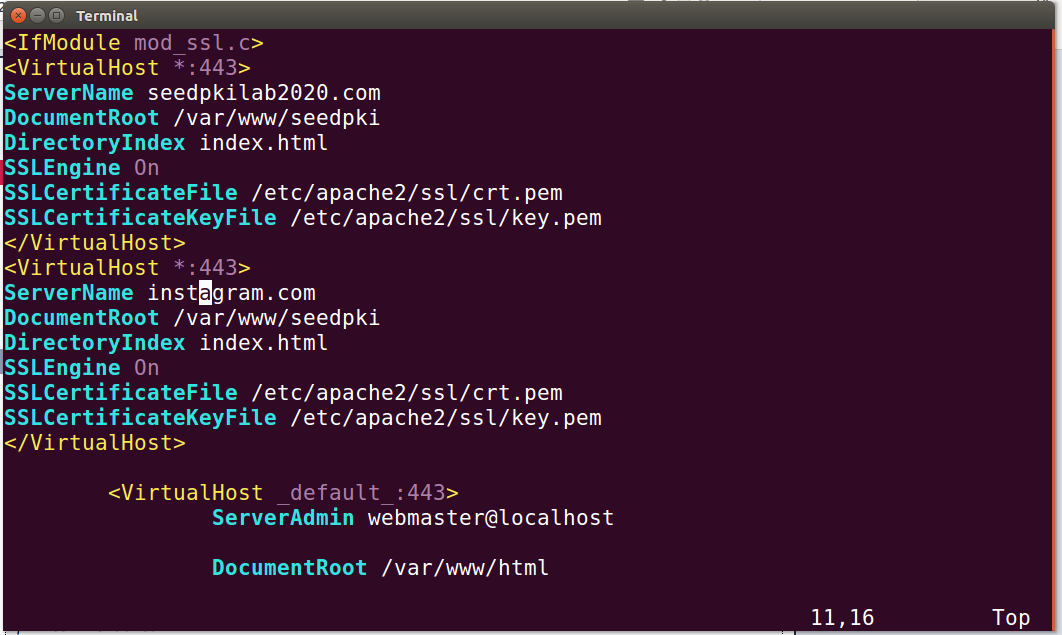 Terminal
<IfModule mod_ssl.c>
<VirtualHost *:443>
ServerName seedpkilab2020.com
DocumentRoot /var/www/seedpki
DirectoryIndex index.html
SSLEngine On
SSLCertificateFile /etc/apache2/ssl/crt.pem
SSLCertificateKeyFile /etc/apache2/ssl/key.pem
</VirtualHost>
<VirtualHost *:443>
ServerName instagram.com
DocumentRoot /var/www/seedpki
DirectoryIndex index.html
SSLEngine On
SSLCertificateFile /etc/apache2/ssl/crt.pem
SSLCertificateKeyFile /etc/apache2/ssl/key.pem
</VirtualHost>
<VirtualHost _default_:443>
ServerAdmin webmaster@localhost
DocumentRoot /var/www/html
11,16 Top